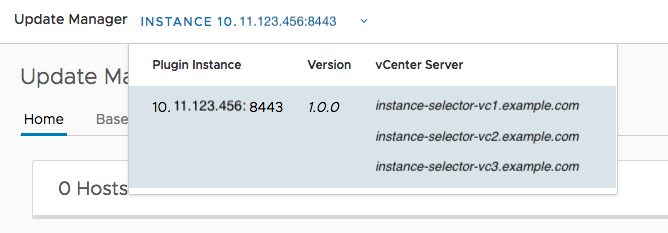 Update Manager INSTANCE 10. 11.123.456:8443
Plugin Instance Version vCenter Server
Update Ma
10. 11.123.456: 8443 1.0.0 instance-selector-vc1.example.com
Home Base
instance-selector-vc2.example.com
instance-selector-vc3.example.com
0 Hosts